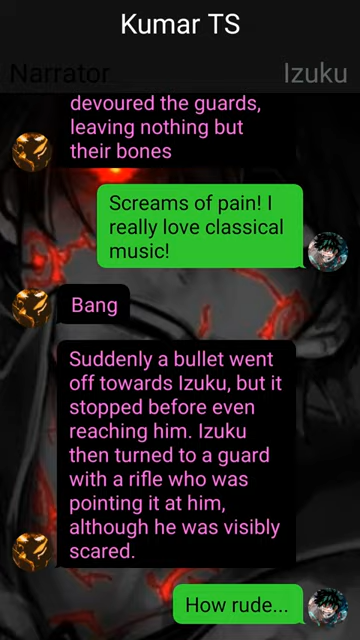 Kumar TS
Narrator
Izuku
devoured the guards,
leaving nothing but
their bones
Screams of pain! I
really love classical
music!
Bang
Suddenly a bullet went
off towards Izuku, but it
stopped before even
reaching him. Izuku
then turned to a guard
with a rifle who was
pointing it at him,
although he was visibly
scared.
How rude...